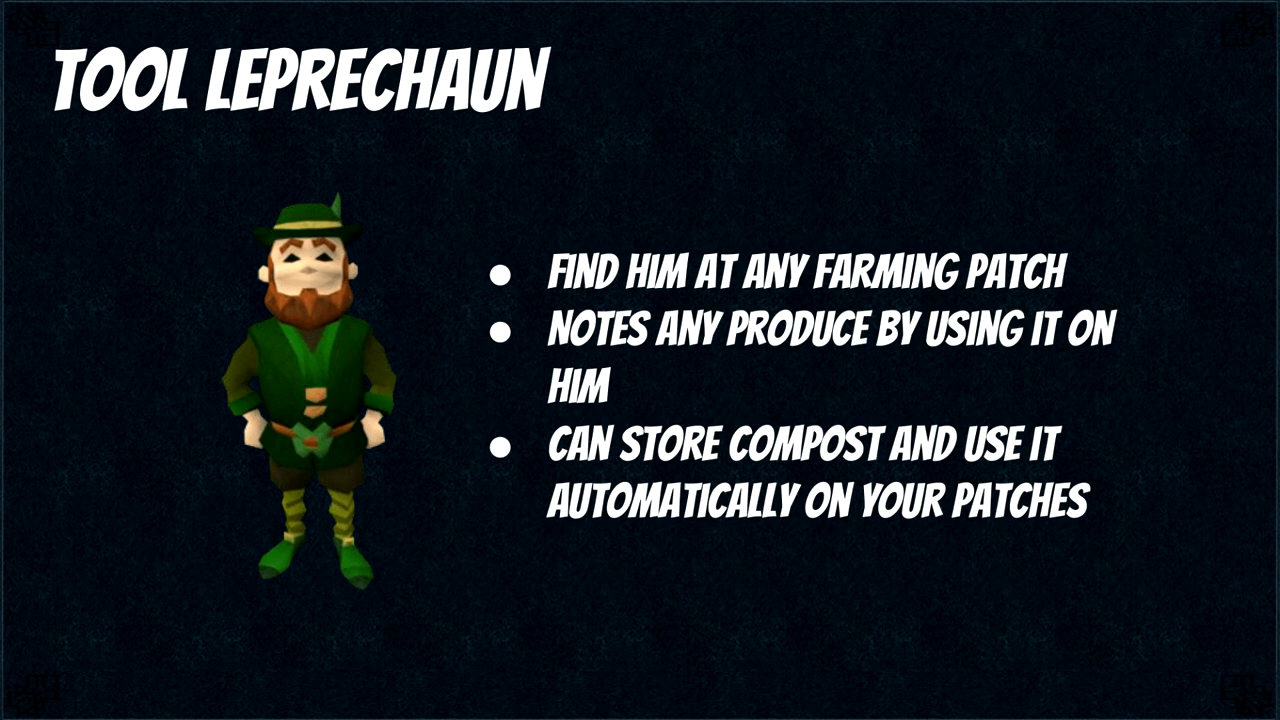 TOOL LEPRECHAUN
● FIND HIM AT ANY FARMING PATCH
● NOTES ANY PRODUCE BY USING IT ON
HIM
● CAN STORE COMPOST AND USE IT
AUTOMATICALLY ON YOUR PATCHES